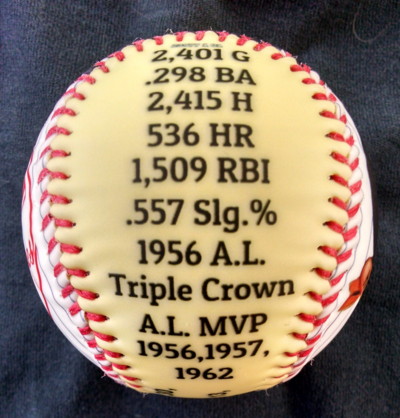 2,401 G
.298 BA
2,415 H
536 HR
1,509 RBI
.557 Slg.%
1956 A.L.
Triple Crown
A.L. MVP
1956,1957,
1962